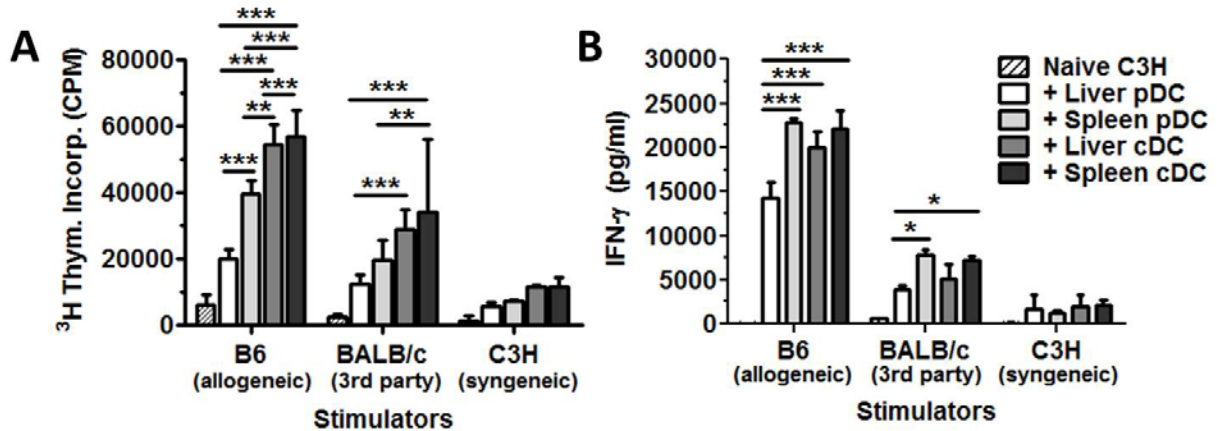 A
³H Thym. Incorp. (CPM)
80000
60000
40000
20000
0
***
***
***
***
**
***
***
**
***
B6
(allogeneic)
BALB/c
(3rd party)
C3H
(syngeneic)
Stimulators
B
IFN-γ (pg/ml)
30000
25000
20000
15000
10000
5000
0
***
***
***
*
*
B6
(allogeneic)
BALB/c
(3rd party)
C3H
(syngeneic)
Stimulators
Naive C3H
+ Liver pDC
+ Spleen pDC
+ Liver cDC
+ Spleen cDC